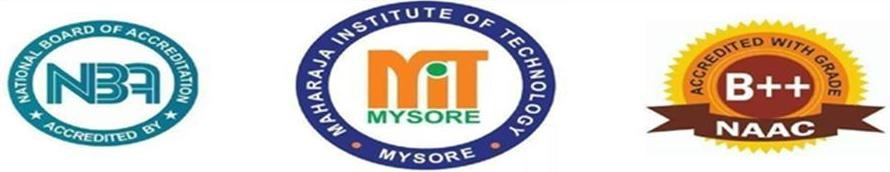 NATIONAL BOARD OF ACCREDITATION
NBA
★ ACCREDITED BY ★
MAHARAJA INSTITUTE OF TECHNOLOGY
MiT
MYSORE
• MYSORE •
ACCREDITED WITH GRADE
B++
NAAC